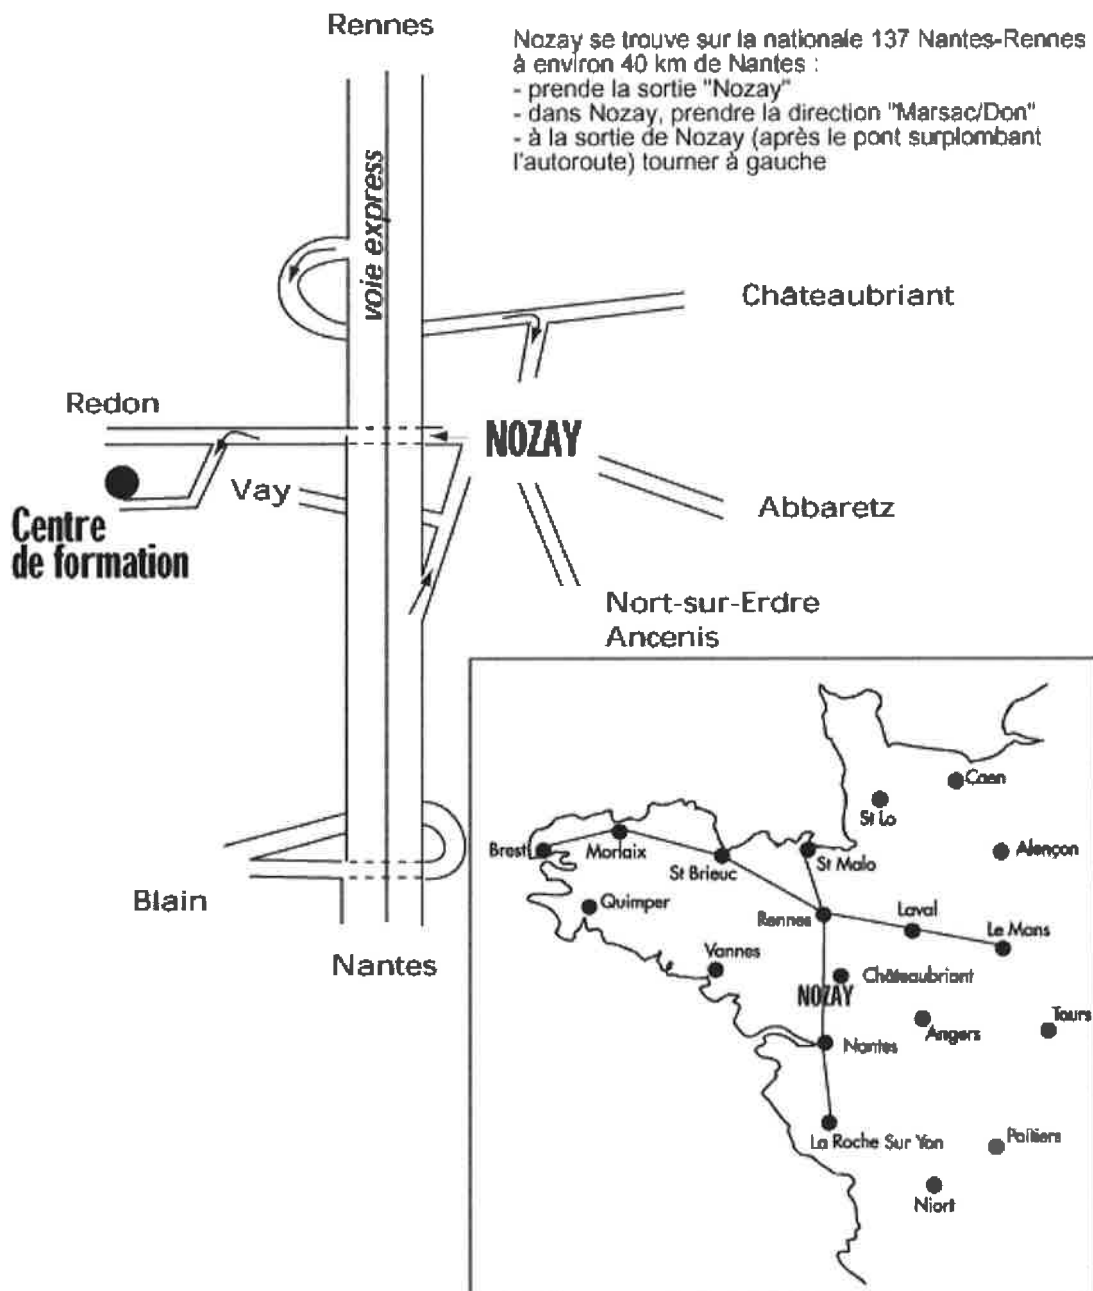 Rennes
Nozay se trouve sur la nationale 137 Nantes-Rennes
à environ 40 km de Nantes :
- prende la sortie "Nozay"
- dans Nozay, prendre la direction "Marsac/Don"
- à la sortie de Nozay (après le pont surplombant
l'autoroute) tourner à gauche
voie express
Châteaubriant
Redon
NOZAY
Vay
Abbaretz
Centre
de formation
Nort-sur-Erdre
Ancenis
Blain
Nantes
Caen
St Lo
Brest
Morlaix
St Brieuc
St Malo
Alençon
Quimper
Rennes
Laval
Le Mans
Vannes
Châteaubriant
NOZAY
Angers
Tours
Nantes
La Roche Sur Yon
Poitiers
Niort